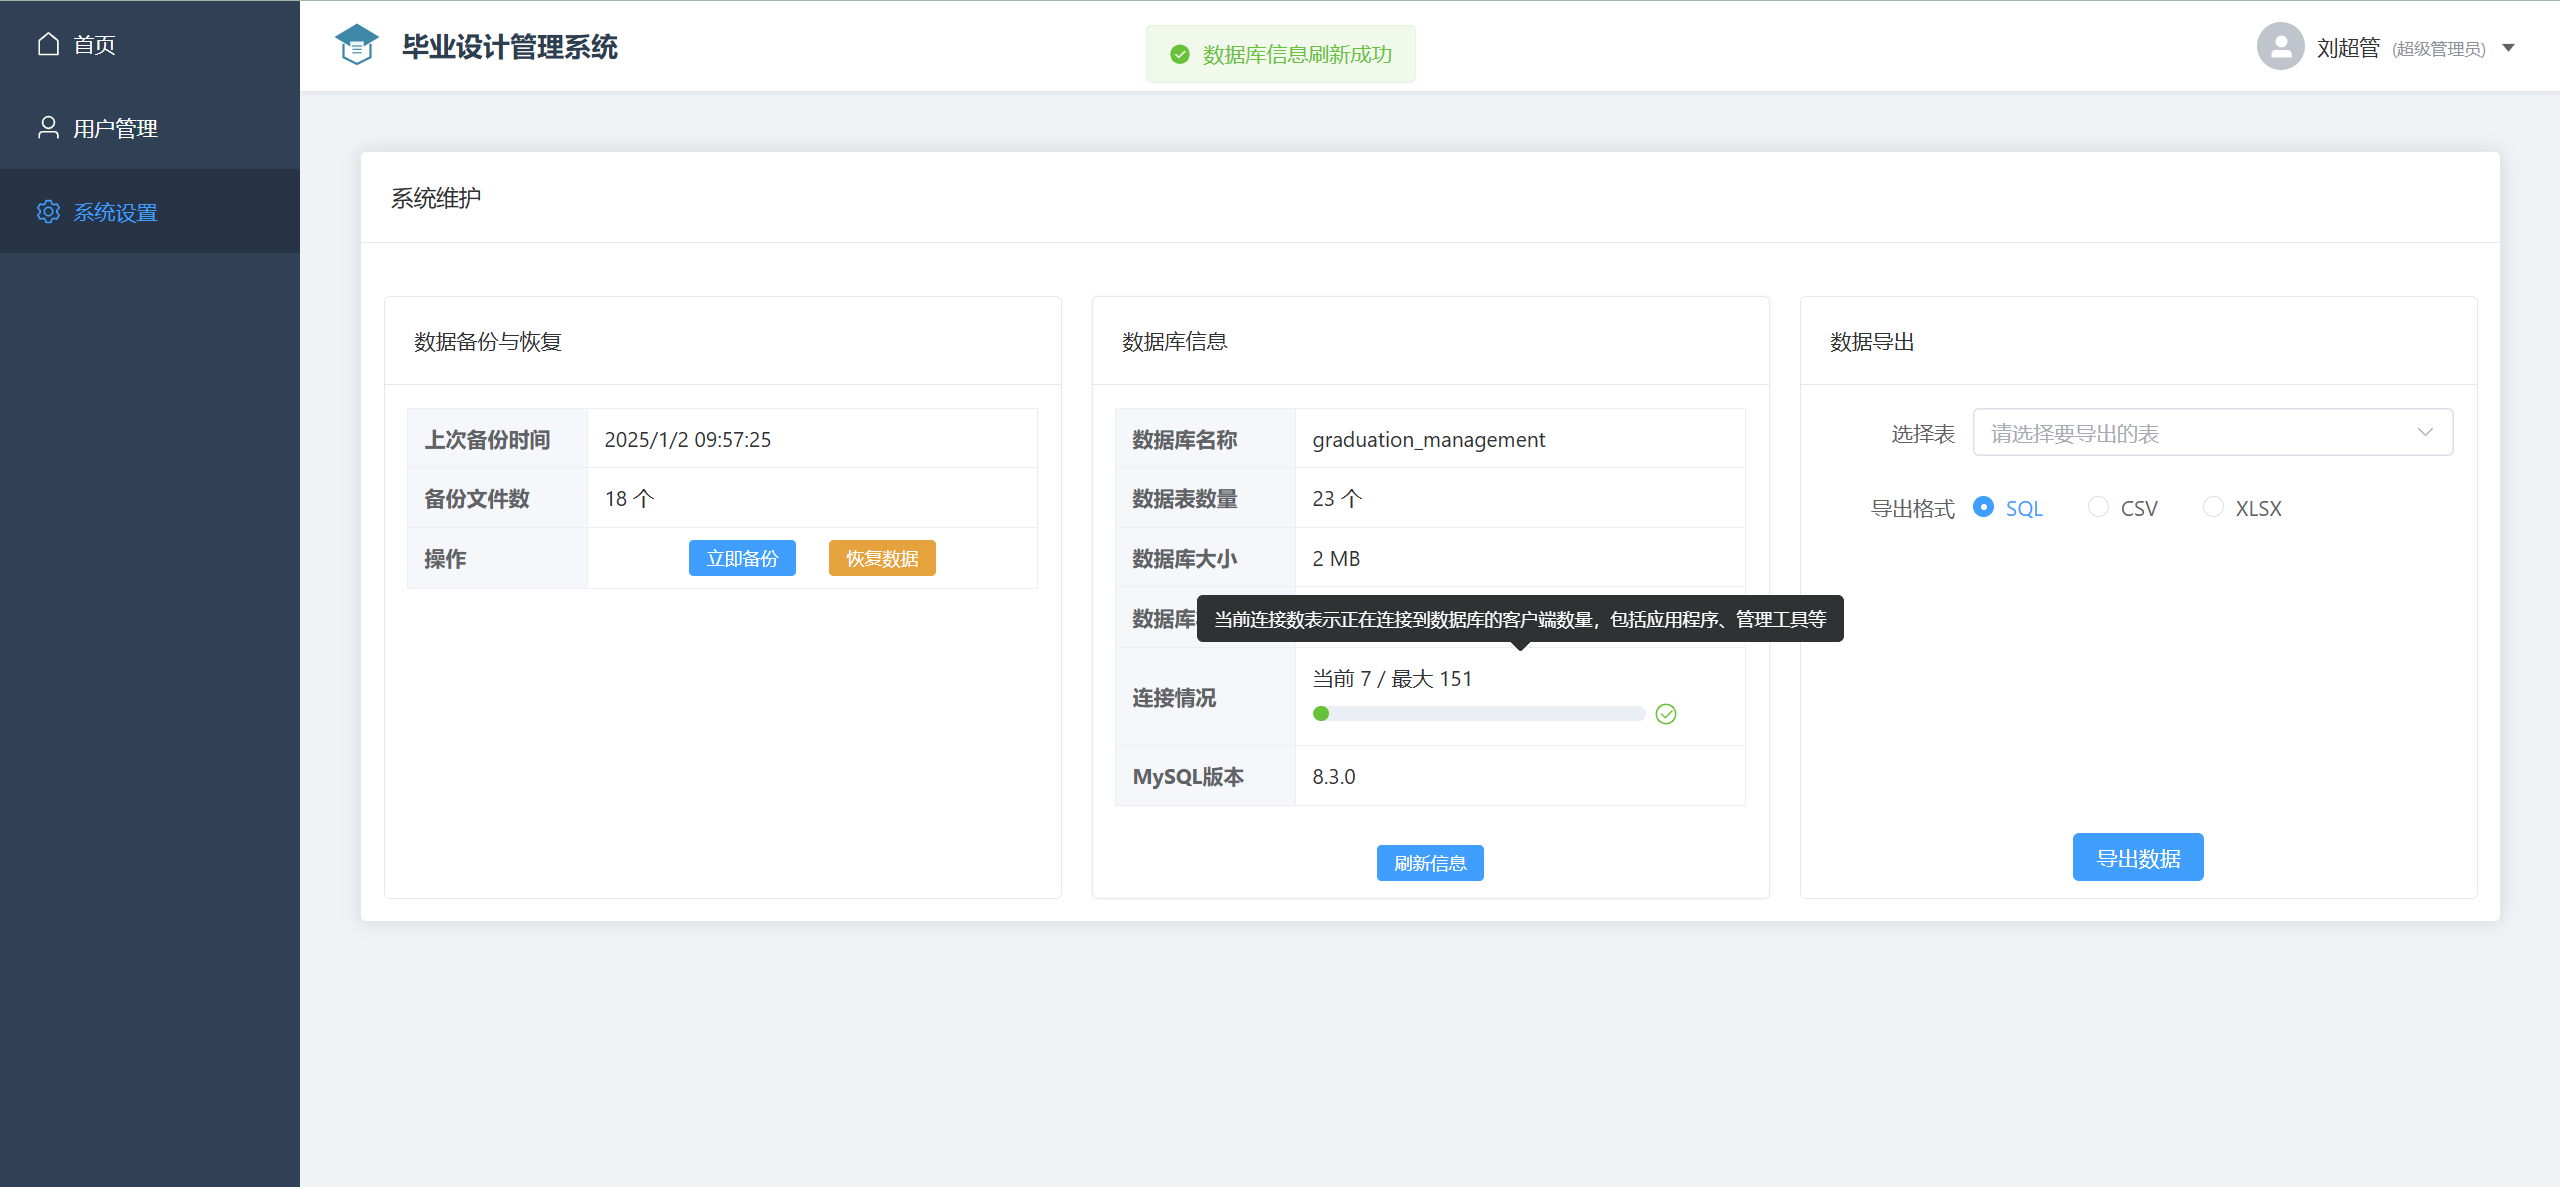 首页
用户管理
系统设置
毕业设计管理系统
数据库信息刷新成功
刘超管 (超级管理员)
系统维护
数据备份与恢复
上次备份时间 2025/1/2 09:57:25
备份文件数 18 个
操作 立即备份 恢复数据
数据库信息
数据库名称 graduation_management
数据表数量 23 个
数据库大小 2 MB
数据库
当前连接数表示正在连接到数据库的客户端数量，包括应用程序、管理工具等
连接情况 当前 7 / 最大 151
MySQL版本 8.3.0
刷新信息
数据导出
选择表 请选择要导出的表
导出格式 SQL CSV XLSX
导出数据